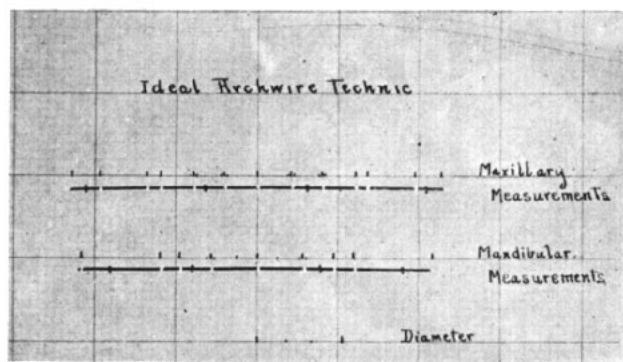 Ideal Archwire Technic
Maxillary
Measurements
Mandibular.
Measurements
Diameter